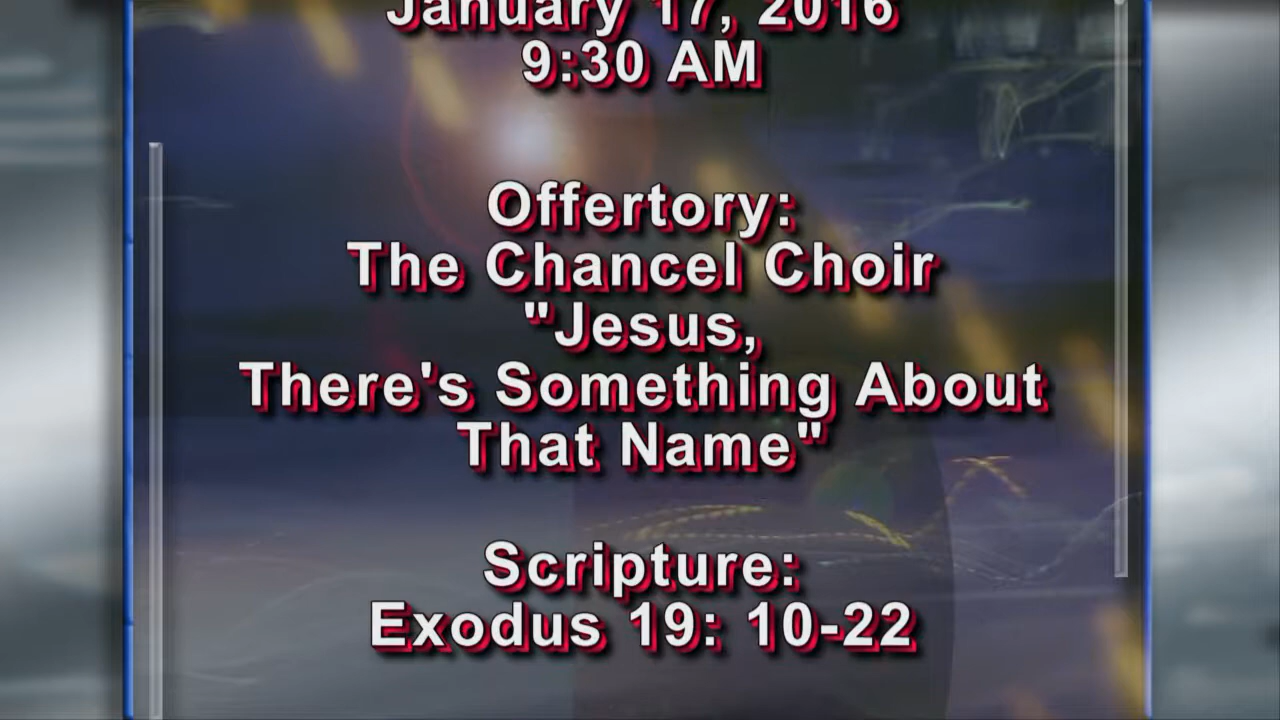 January 17, 2016
9:30 AM
Offertory:
The Chancel Choir
"Jesus,
There's Something About
That Name"
Scripture:
Exodus 19: 10-22